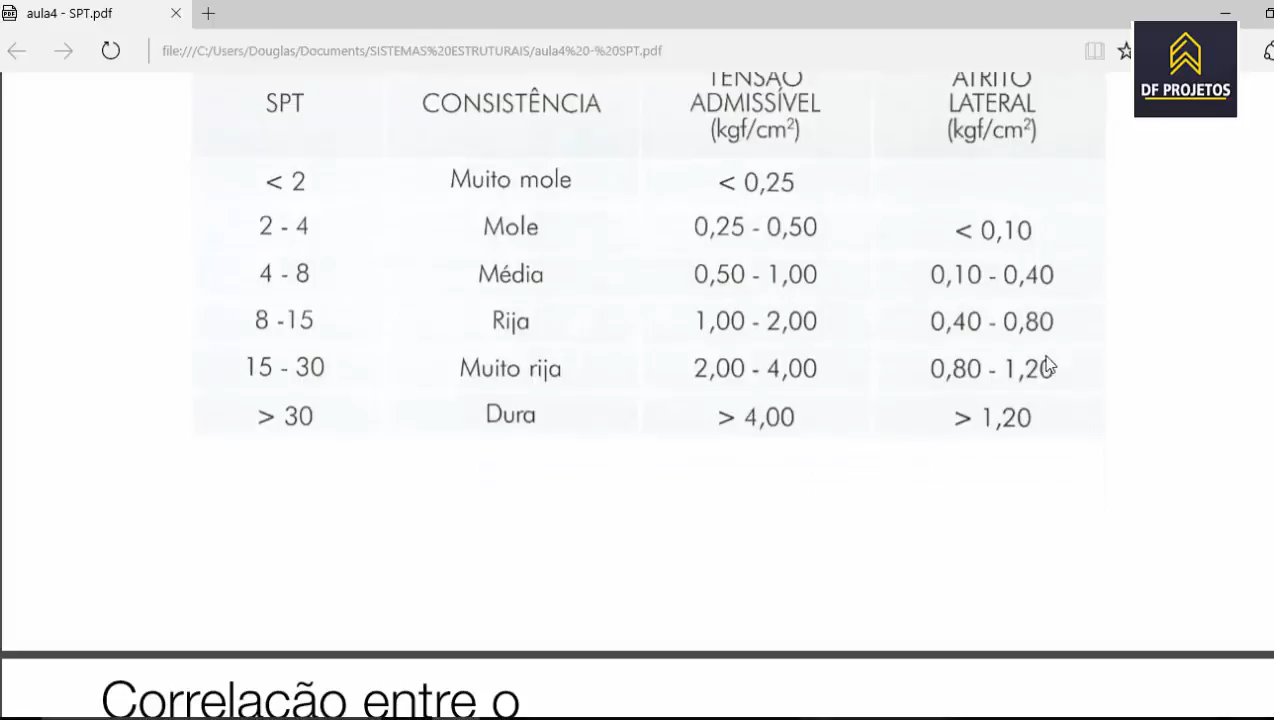 aula4 - SPT.pdf
file:///C:/Users/Douglas/Documents/SISTEMAS%20ESTRUTURAIS/aula4%20-%20SPT.pdf
DF PROJETOS
SPT CONSISTÊNCIA TENSÃO ADMISSÍVEL (kgf/cm²) ATRITO LATERAL (kgf/cm²)
< 2 Muito mole < 0,25
2 - 4 Mole 0,25 - 0,50 < 0,10
4 - 8 Média 0,50 - 1,00 0,10 - 0,40
8 -15 Rija 1,00 - 2,00 0,40 - 0,80
15 - 30 Muito rija 2,00 - 4,00 0,80 - 1,20
> 30 Dura > 4,00 > 1,20
Correlação entre o